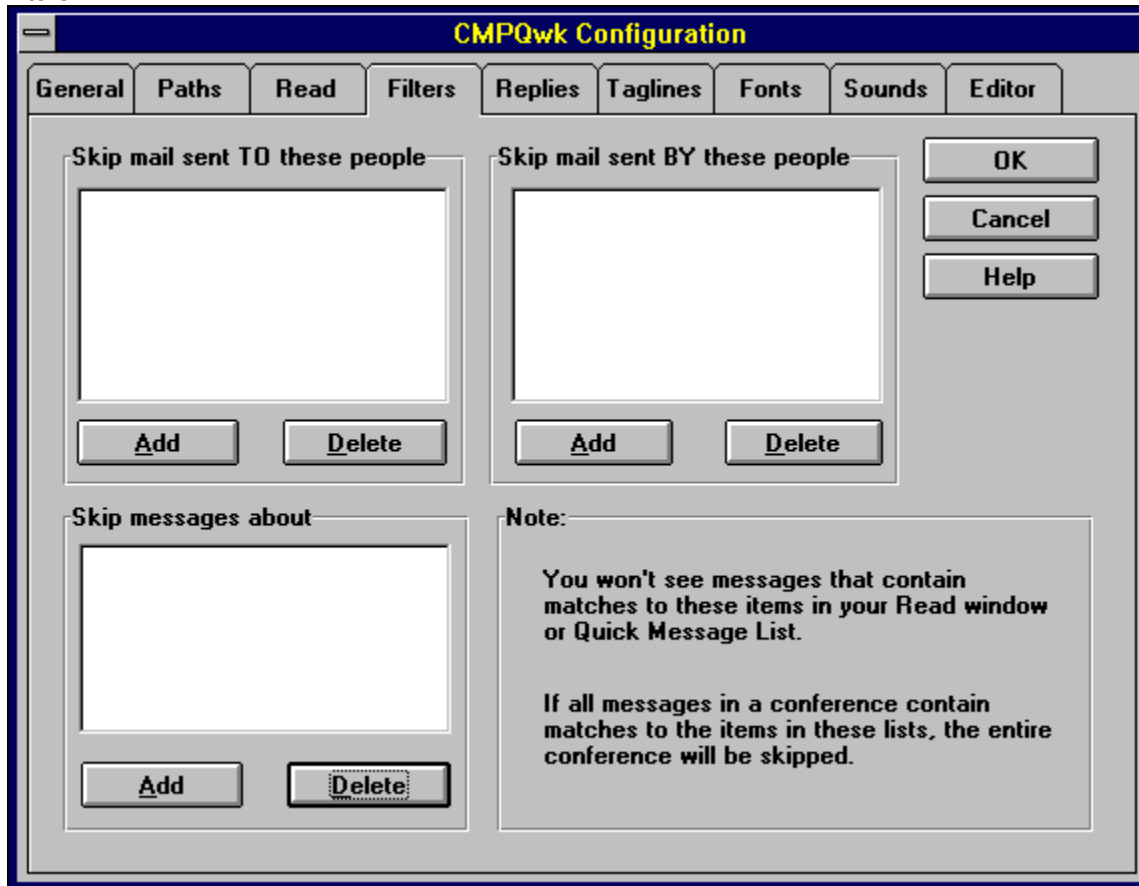 CMPQwk Configuration
General Paths Read Filters Replies Taglines Fonts Sounds Editor
Skip mail sent TO these people
Skip mail sent BY these people
OK
Cancel
Help
Add Delete
Add Delete
Skip messages about
Add Delete
Note:
You won't see messages that contain
matches to these items in your Read window
or Quick Message List.
If all messages in a conference contain
matches to the items in these lists, the entire
conference will be skipped.